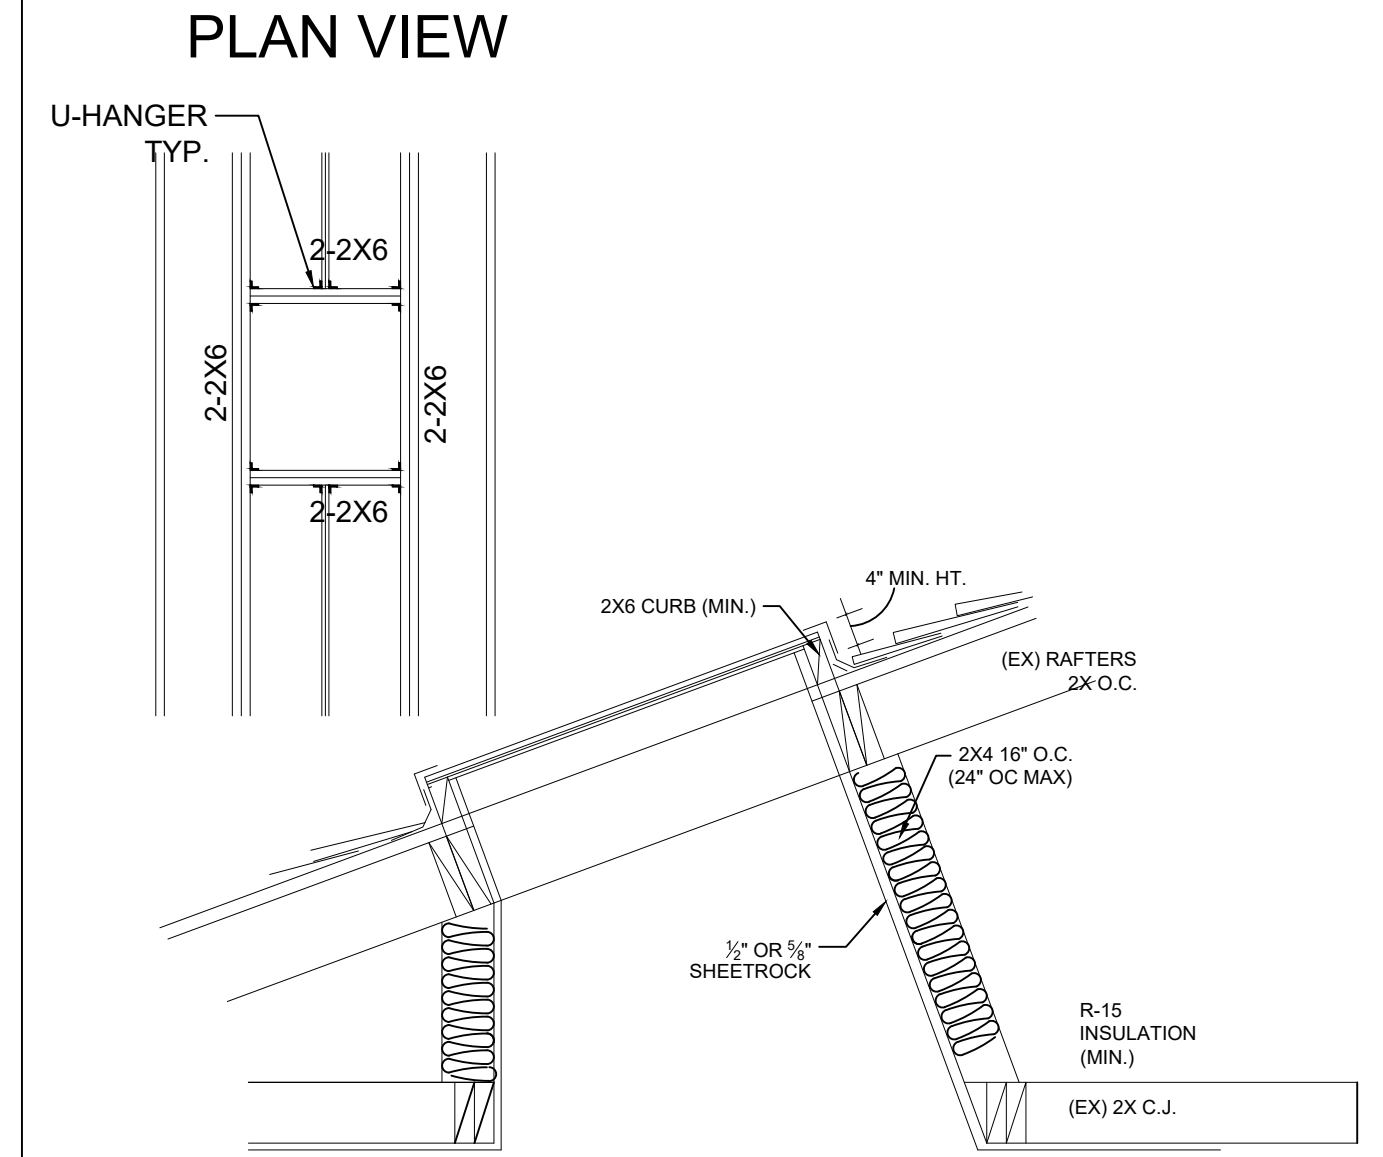 PLAN VIEW
U-HANGER
TYP.
2-2X6
2-2X6
2-2X6
2-2X6
4" MIN. HT.
2X6 CURB (MIN.)
(EX) RAFTERS
2X O.C.
2X4 16" O.C.
(24" OC MAX)
½" OR ⅝"
SHEETROCK
R-15
INSULATION
(MIN.)
(EX) 2X C.J.